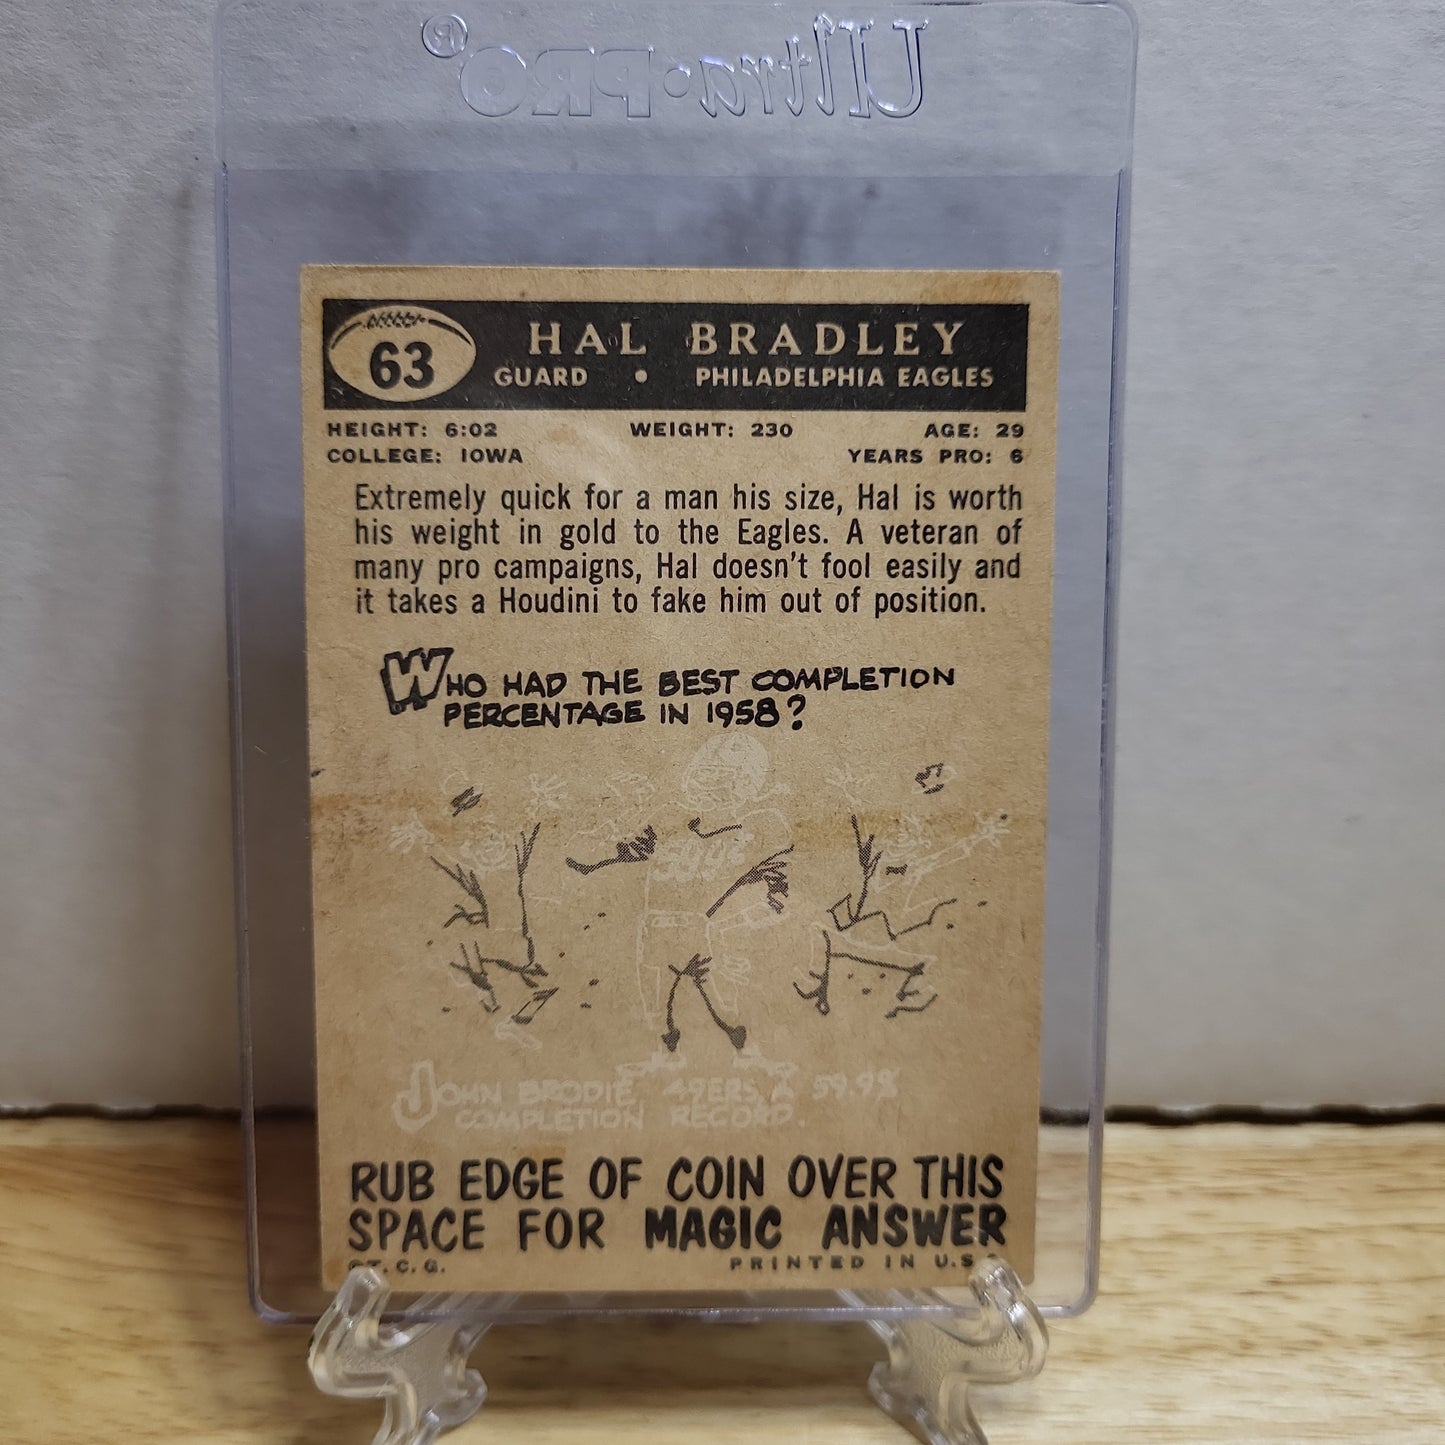 Ultra·PRO®
63
HAL BRADLEY
GUARD • PHILADELPHIA EAGLES
HEIGHT: 6:02 WEIGHT: 230 AGE: 29
COLLEGE: IOWA YEARS PRO: 6
Extremely quick for a man his size, Hal is worth
his weight in gold to the Eagles. A veteran of
many pro campaigns, Hal doesn't fool easily and
it takes a Houdini to fake him out of position.
WHO HAD THE BEST COMPLETION
PERCENTAGE IN 1958?
JOHN BRODIE 49ERS, A 59.9%
COMPLETION RECORD.
RUB EDGE OF COIN OVER THIS
SPACE FOR MAGIC ANSWER
©T.C.G. PRINTED IN U.S.A.